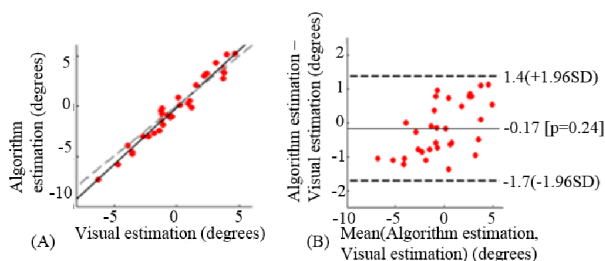 Algorithm
estimation (degrees)
5
0
-5
-10
-5
0
5
(A)
Visual estimation (degrees)
Algorithm estimation –
Visual estimation (degrees)
2
1
0
-1
-2
1.4(+1.96SD)
-0.17 [p=0.24]
-1.7(-1.96SD)
-10
-5
0
5
(B)
Mean(Algorithm estimation,
Visual estimation) (degrees)